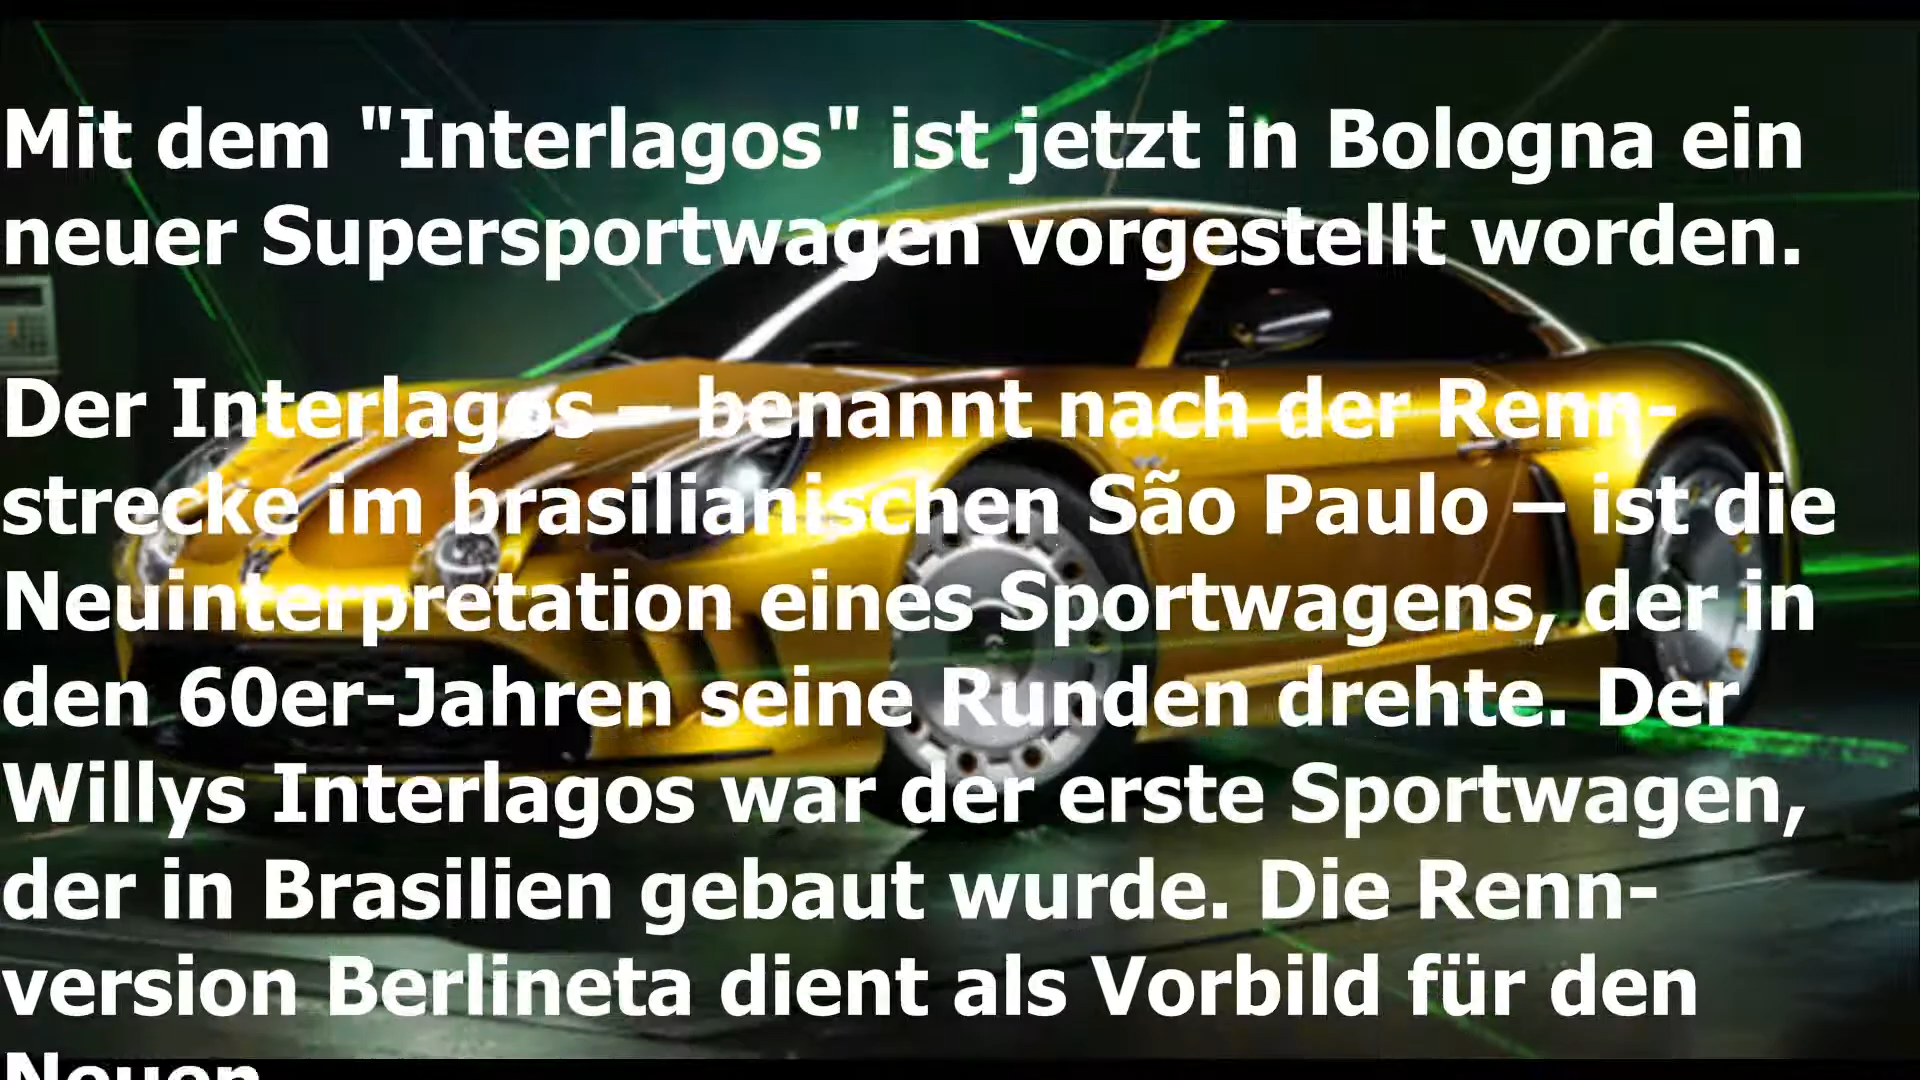 Mit dem "Interlagos" ist jetzt in Bologna ein
neuer Supersportwagen vorgestellt worden.
Der Interlagos – benannt nach der Renn-
strecke im brasilianischen São Paulo – ist die
Neuinterpretation eines Sportwagens, der in
den 60er-Jahren seine Runden drehte. Der
Willys Interlagos war der erste Sportwagen,
der in Brasilien gebaut wurde. Die Renn-
version Berlineta dient als Vorbild für den
Neuen